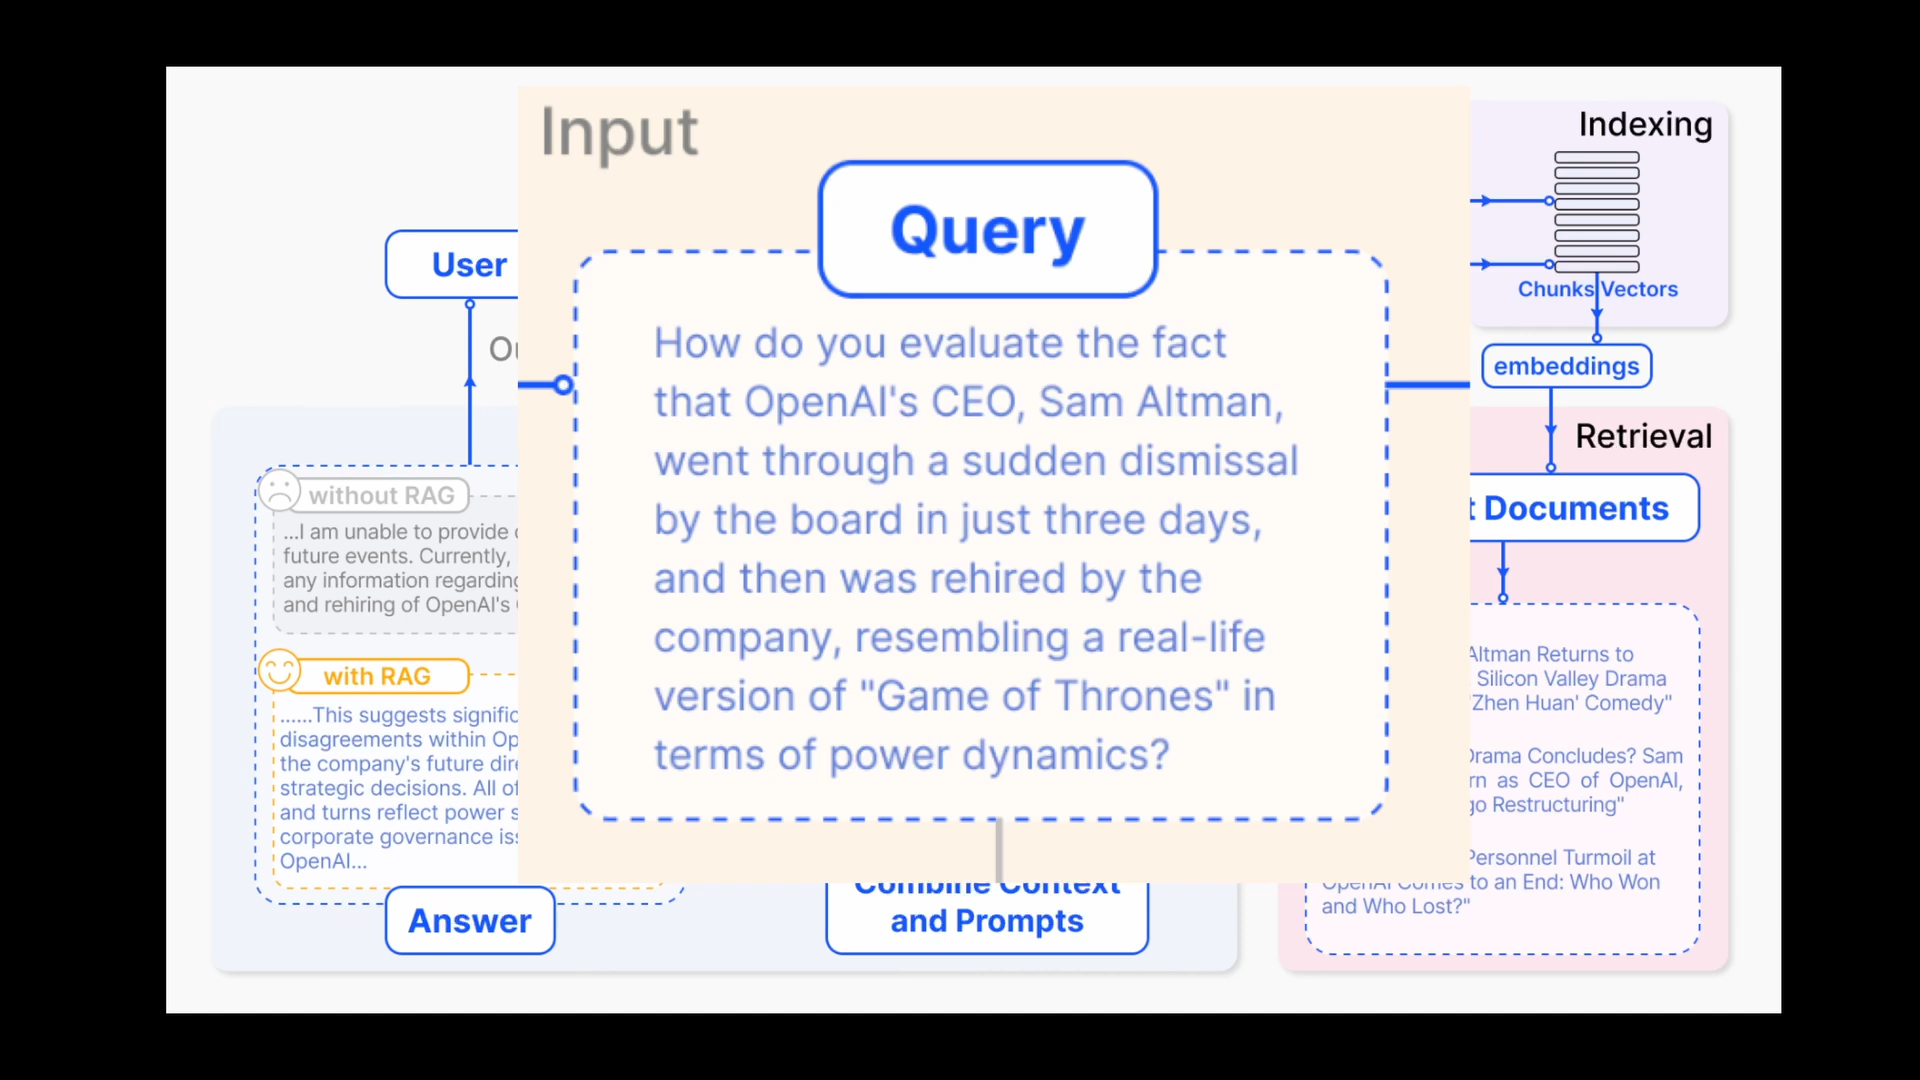 Input
Query
How do you evaluate the fact
that OpenAI's CEO, Sam Altman,
went through a sudden dismissal
by the board in just three days,
and then was rehired by the
company, resembling a real-life
version of "Game of Thrones" in
terms of power dynamics?
User
without RAG
...I am unable to provide
future events. Currently,
any information regarding
and rehiring of OpenAI's
with RAG
......This suggests
disagreements within
the company's future
strategic decisions. All of
and turns reflect power
corporate governance
OpenAI...
Answer
Combine Context
and Prompts
Indexing
Chunks Vectors
embeddings
Retrieval
Documents
Altman Returns to
Silicon Valley Drama
'Zhen Huan' Comedy"
Drama Concludes? Sam
as CEO of OpenAI,
Restructuring"
Personnel Turmoil at
OpenAI Comes to an End: Who Won
and Who Lost?"